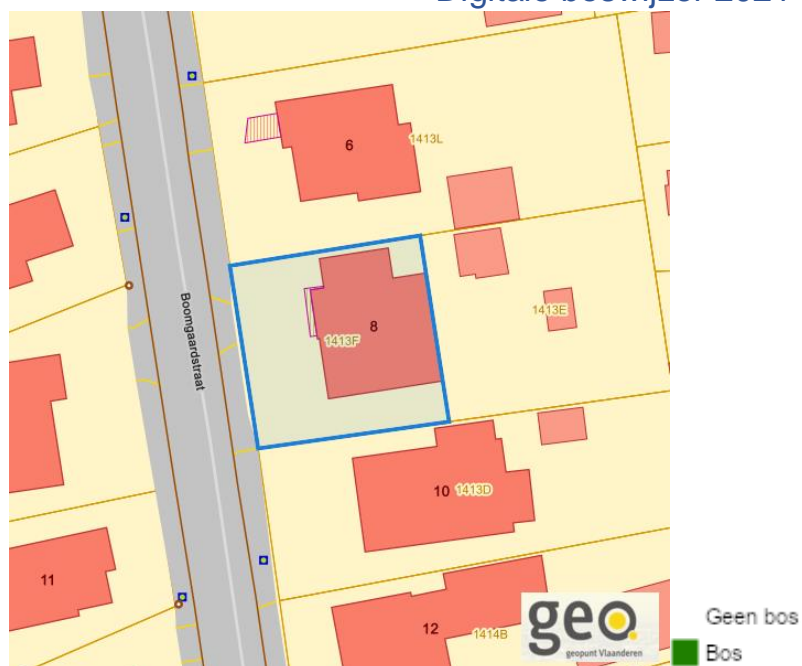 6
1413L
Boomgaardstraat
8
1413F
1413E
10
1413D
11
12
1414B
geo
geopunt Vlaanderen
Geen bos
Bos